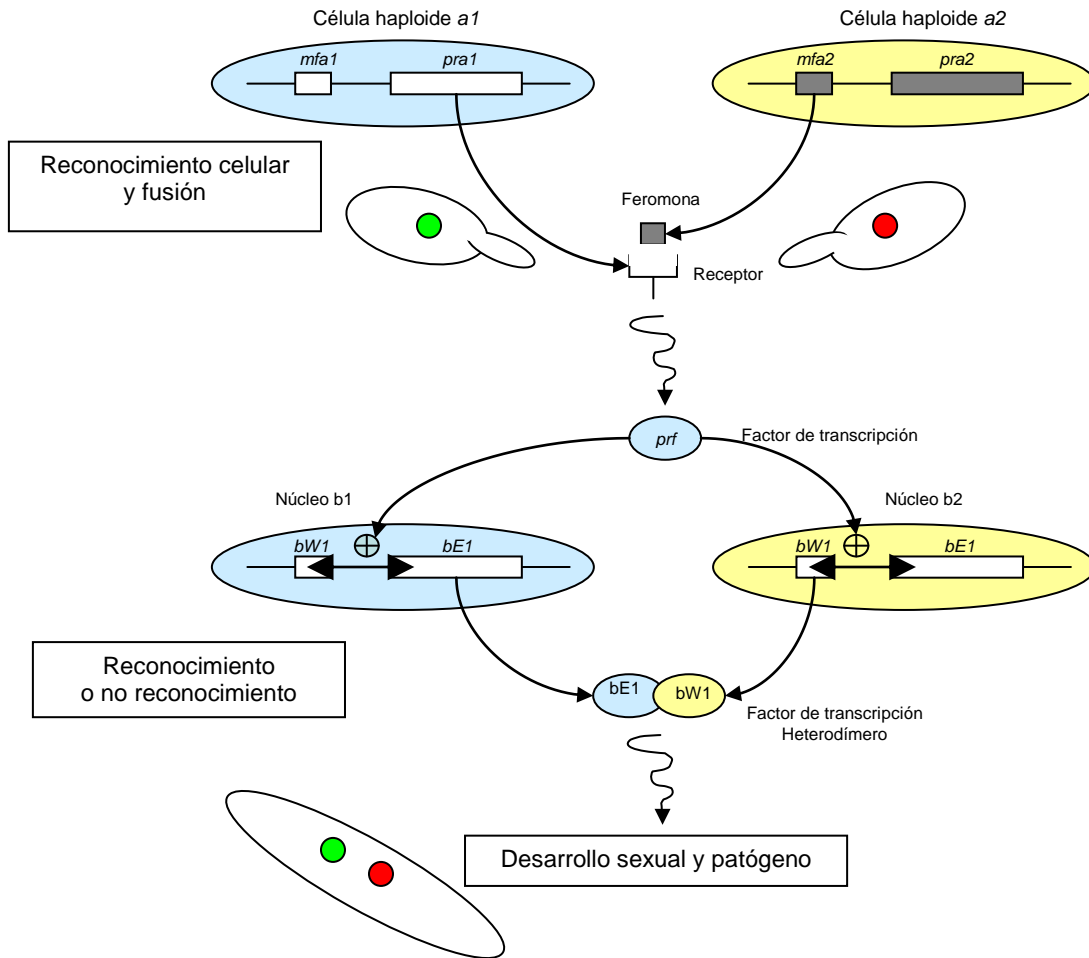 Célula haploide a1
Célula haploide a2
mfa1
pra1
mfa2
pra2
Reconocimiento celular
y fusión
Feromona
Receptor
prf
Factor de transcripción
Núcleo b1
Núcleo b2
bW1
bE1
bW1
bE1
Reconocimiento
o no reconocimiento
bE1
bW1
Factor de transcripción
Heterodímero
Desarrollo sexual y patógeno